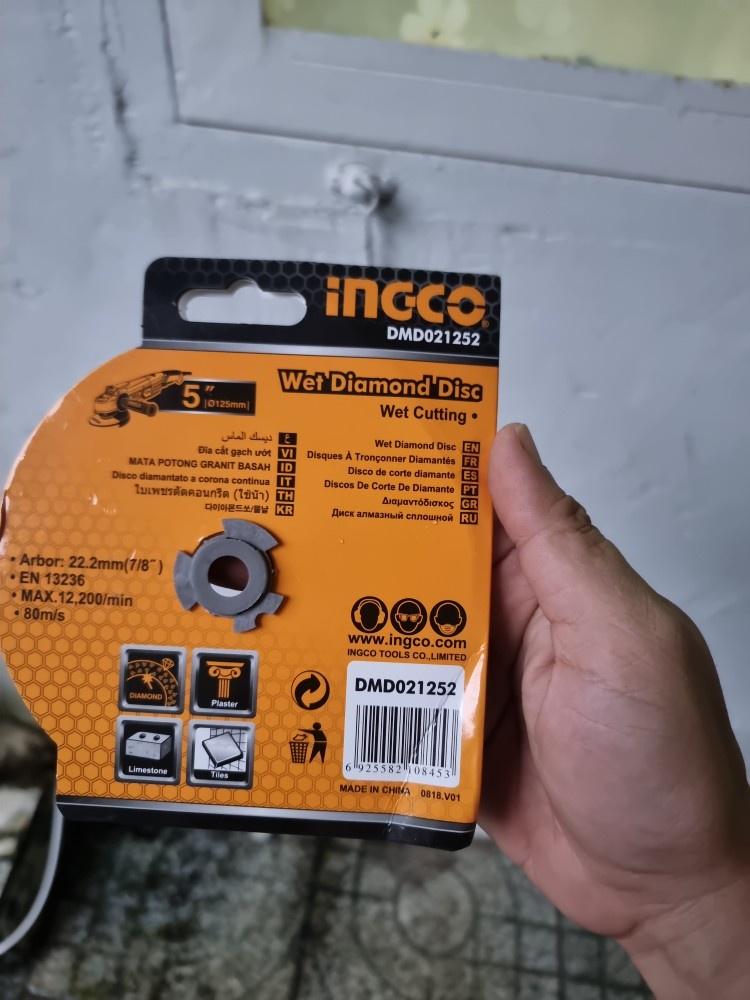 INGCO
DMD021252
5" |Ø125mm|
Wet Diamond Disc
Wet Cutting •
ديسك الماس ع
Đĩa cắt gạch ướt VI
MATA POTONG GRANIT BASAH ID
Disco diamantato a corona continua IT
ใบเพชรตัดคอนกรีต (ใช้น้ำ) TH
다이아몬드쏘/물날 KR
Wet Diamond Disc EN
Disques À Tronçonner Diamantés FR
Disco de corte diamante ES
Discos De Corte De Diamante PT
Διαμαντόδισκος GR
Диск алмазный сплошной RU
• Arbor: 22.2mm(7/8")
• EN 13236
• MAX.12,200/min
• 80m/s
www.ingco.com
INGCO TOOLS CO.,LIMITED
DIAMOND
Plaster
Limestone
Tiles
DMD021252
6 925582 108453
MADE IN CHINA 0818.V01